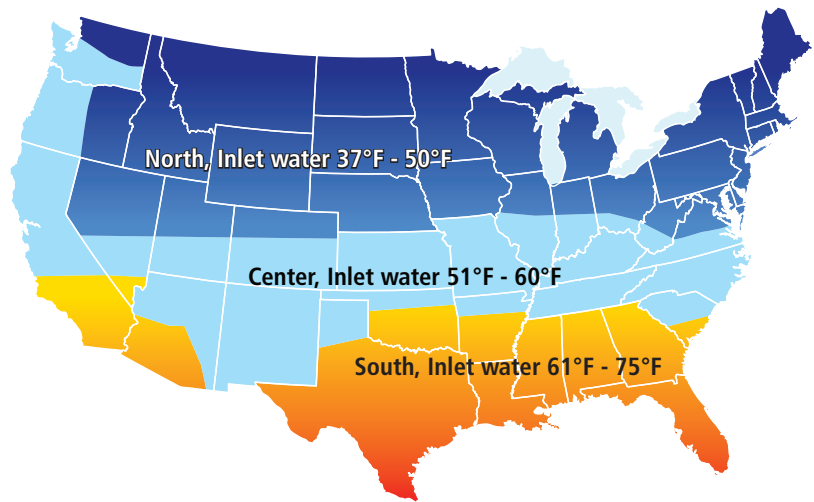 North, Inlet water 37°F - 50°F
Center, Inlet water 51°F - 60°F
South, Inlet water 61°F - 75°F